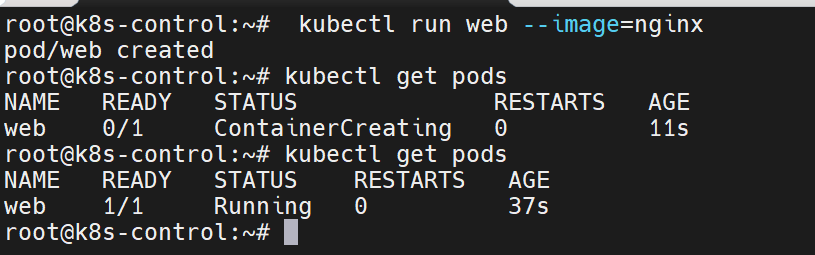 root@k8s-control:~#  kubectl run web --image=nginx
pod/web created
root@k8s-control:~# kubectl get pods
NAME   READY   STATUS              RESTARTS   AGE
web    0/1     ContainerCreating   0          11s
root@k8s-control:~# kubectl get pods
NAME   READY   STATUS    RESTARTS   AGE
web    1/1     Running   0          37s
root@k8s-control:~#